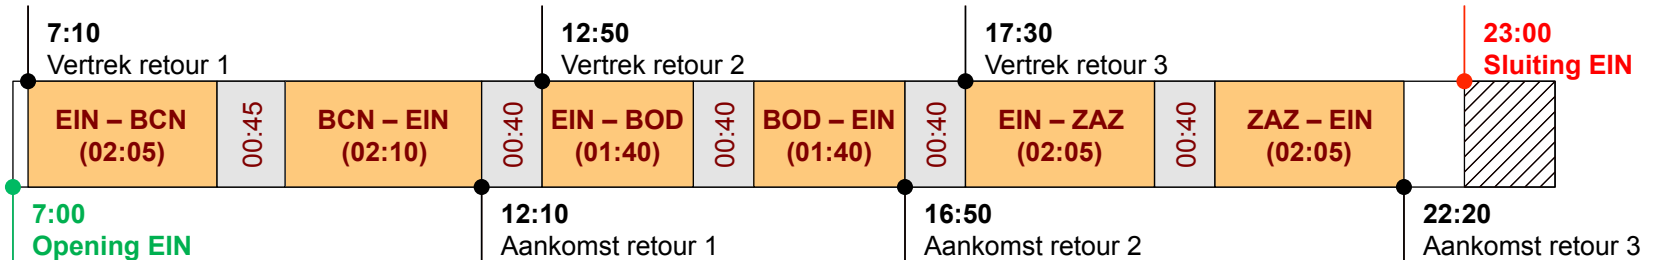 7:10
Vertrek retour 1
12:50
Vertrek retour 2
17:30
Vertrek retour 3
23:00
Sluiting EIN
EIN – BCN
(02:05)
00:45
BCN – EIN
(02:10)
00:40
EIN – BOD
(01:40)
00:40
BOD – EIN
(01:40)
00:40
EIN – ZAZ
(02:05)
00:40
ZAZ – EIN
(02:05)
7:00
Opening EIN
12:10
Aankomst retour 1
16:50
Aankomst retour 2
22:20
Aankomst retour 3